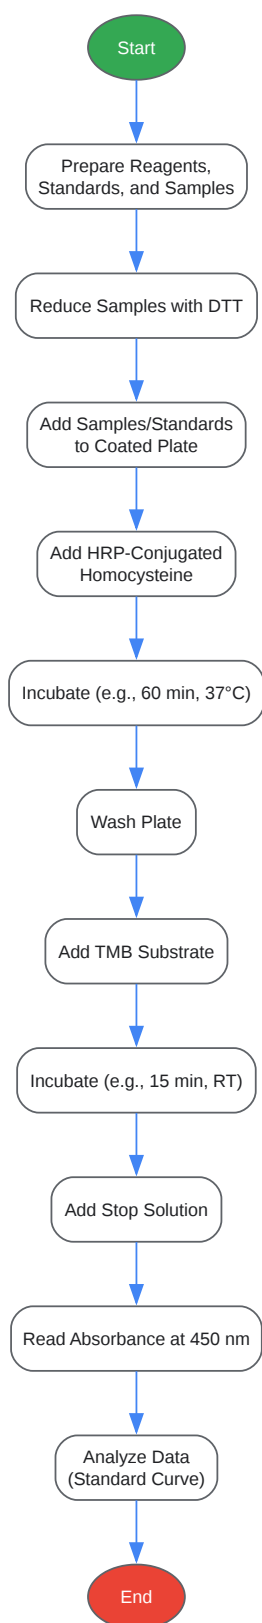 Start
Prepare Reagents,
Standards, and Samples
Reduce Samples with DTT
Add Samples/Standards
to Coated Plate
Add HRP-Conjugated
Homocysteine
Incubate (e.g., 60 min, 37°C)
Wash Plate
Add TMB Substrate
Incubate (e.g., 15 min, RT)
Add Stop Solution
Read Absorbance at 450 nm
Analyze Data
(Standard Curve)
End